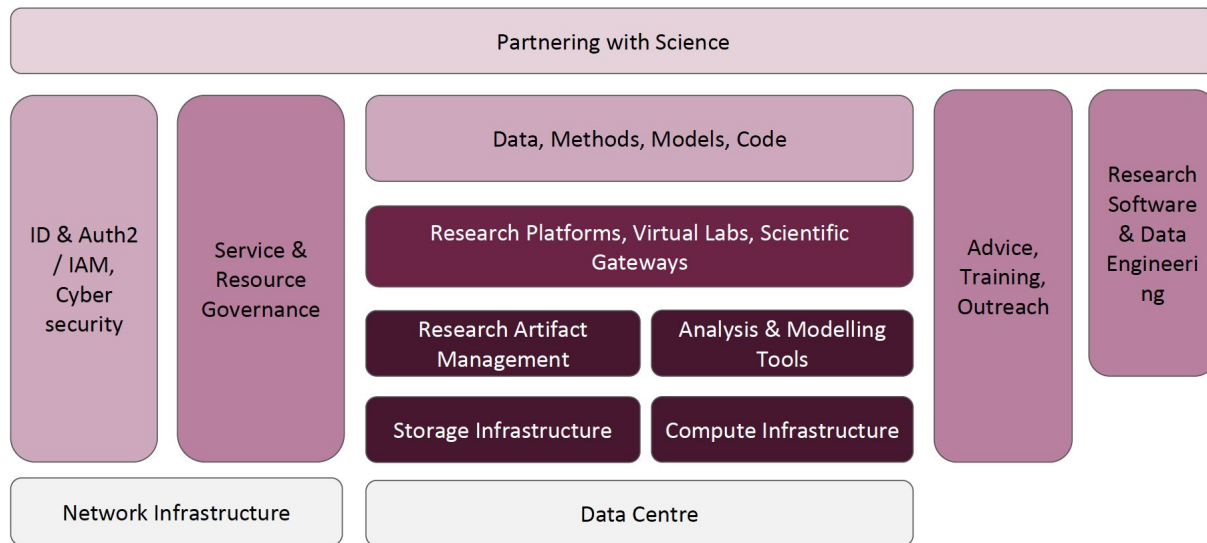 Partnering with Science
ID & Auth2
/ IAM,
Cyber
security
Service &
Resource
Governance
Data, Methods, Models, Code
Research Platforms, Virtual Labs, Scientific
Gateways
Research Artifact
Management
Analysis & Modelling
Tools
Storage Infrastructure
Compute Infrastructure
Advice,
Training,
Outreach
Research
Software
& Data
Engineeri
ng
Network Infrastructure
Data Centre